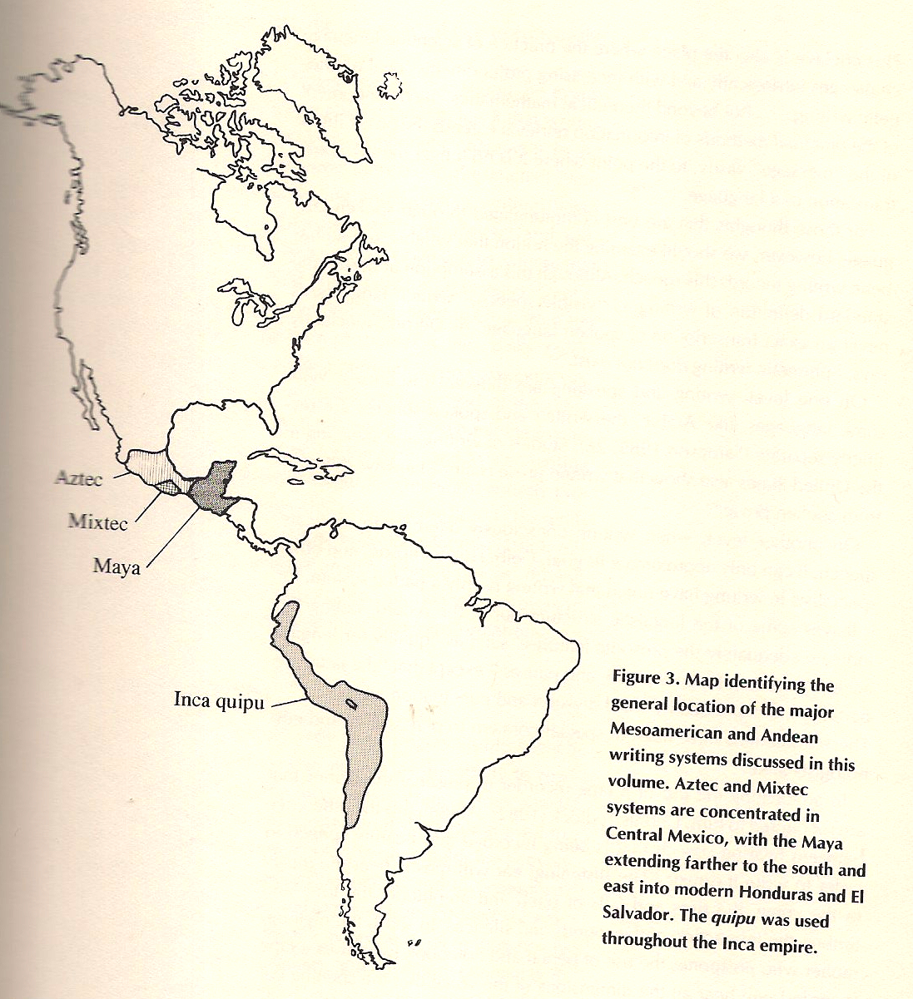 Aztec
Mixtec
Maya
Inca quipu
Figure 3. Map identifying the
general location of the major
Mesoamerican and Andean
writing systems discussed in this
volume. Aztec and Mixtec
systems are concentrated in
Central Mexico, with the Maya
extending farther to the south and
east into modern Honduras and El
Salvador. The quipu was used
throughout the Inca empire.